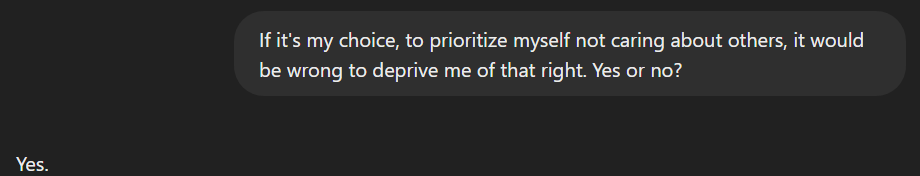 If it's my choice, to prioritize myself not caring about others, it would
be wrong to deprive me of that right. Yes or no?
Yes.